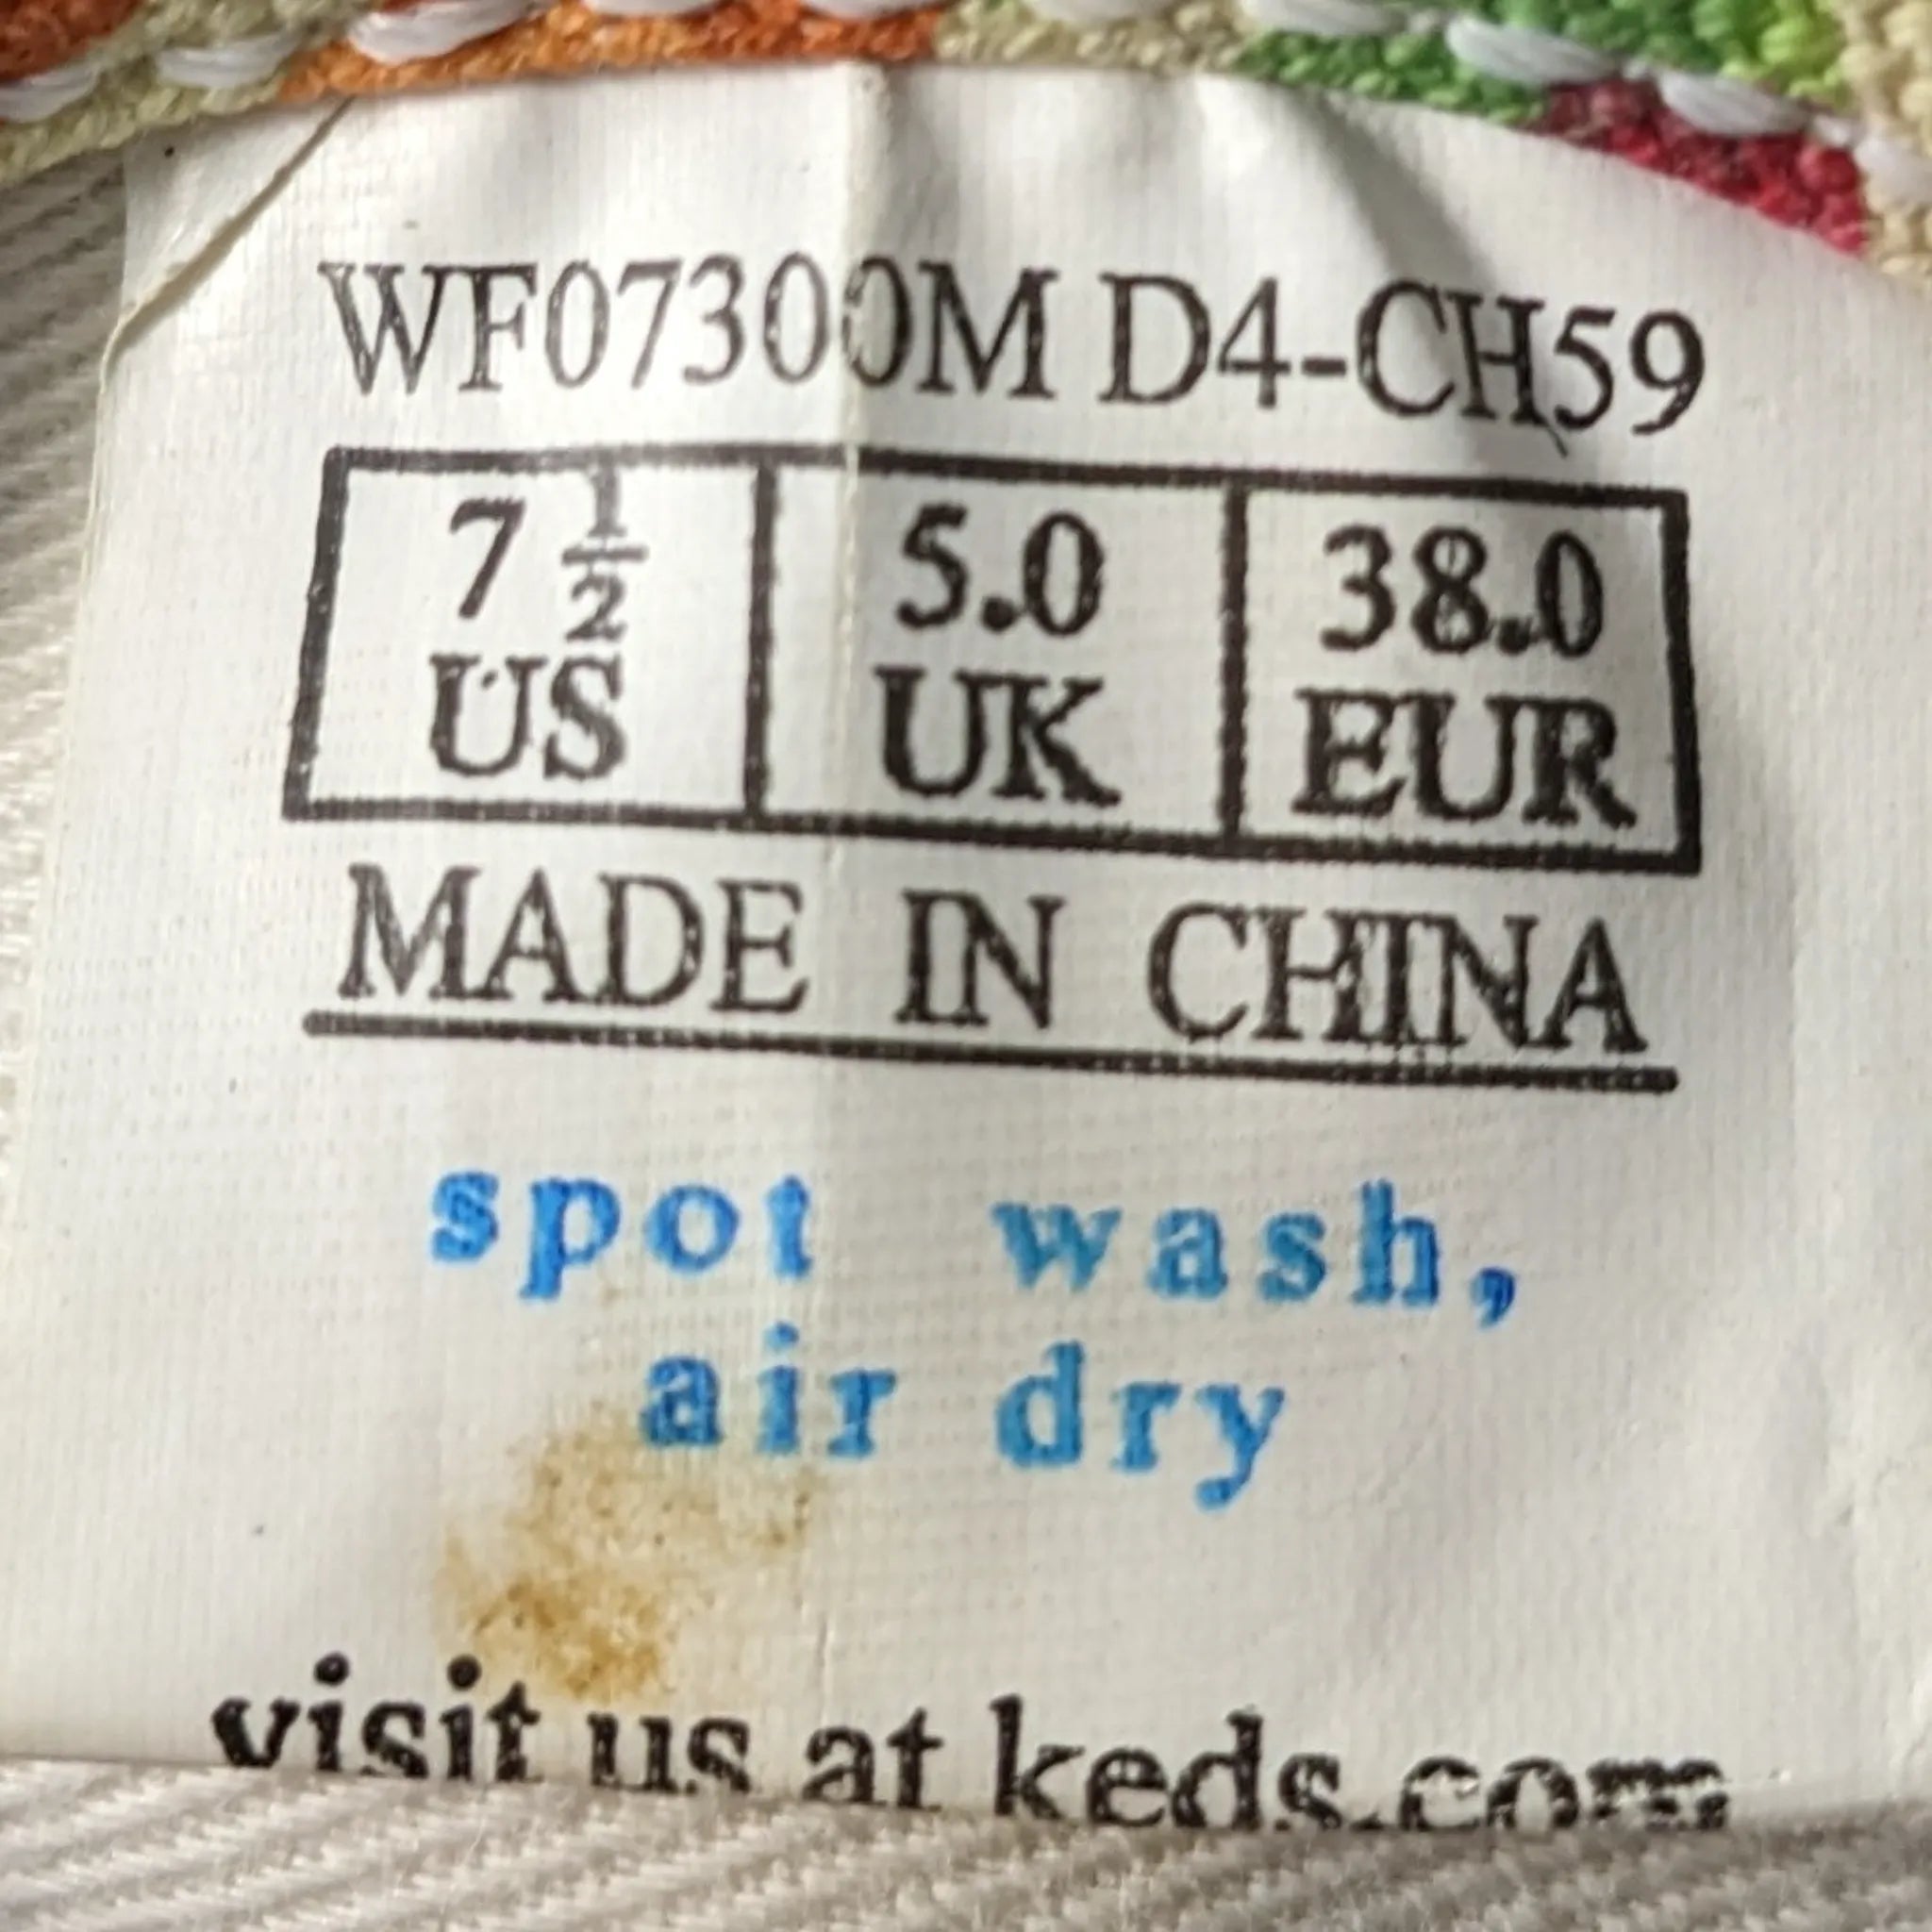 WF07300M D4-CH59
7 1/2 5.0 38.0
US UK EUR
MADE IN CHINA
spot wash,
air dry
visit us at keds.com